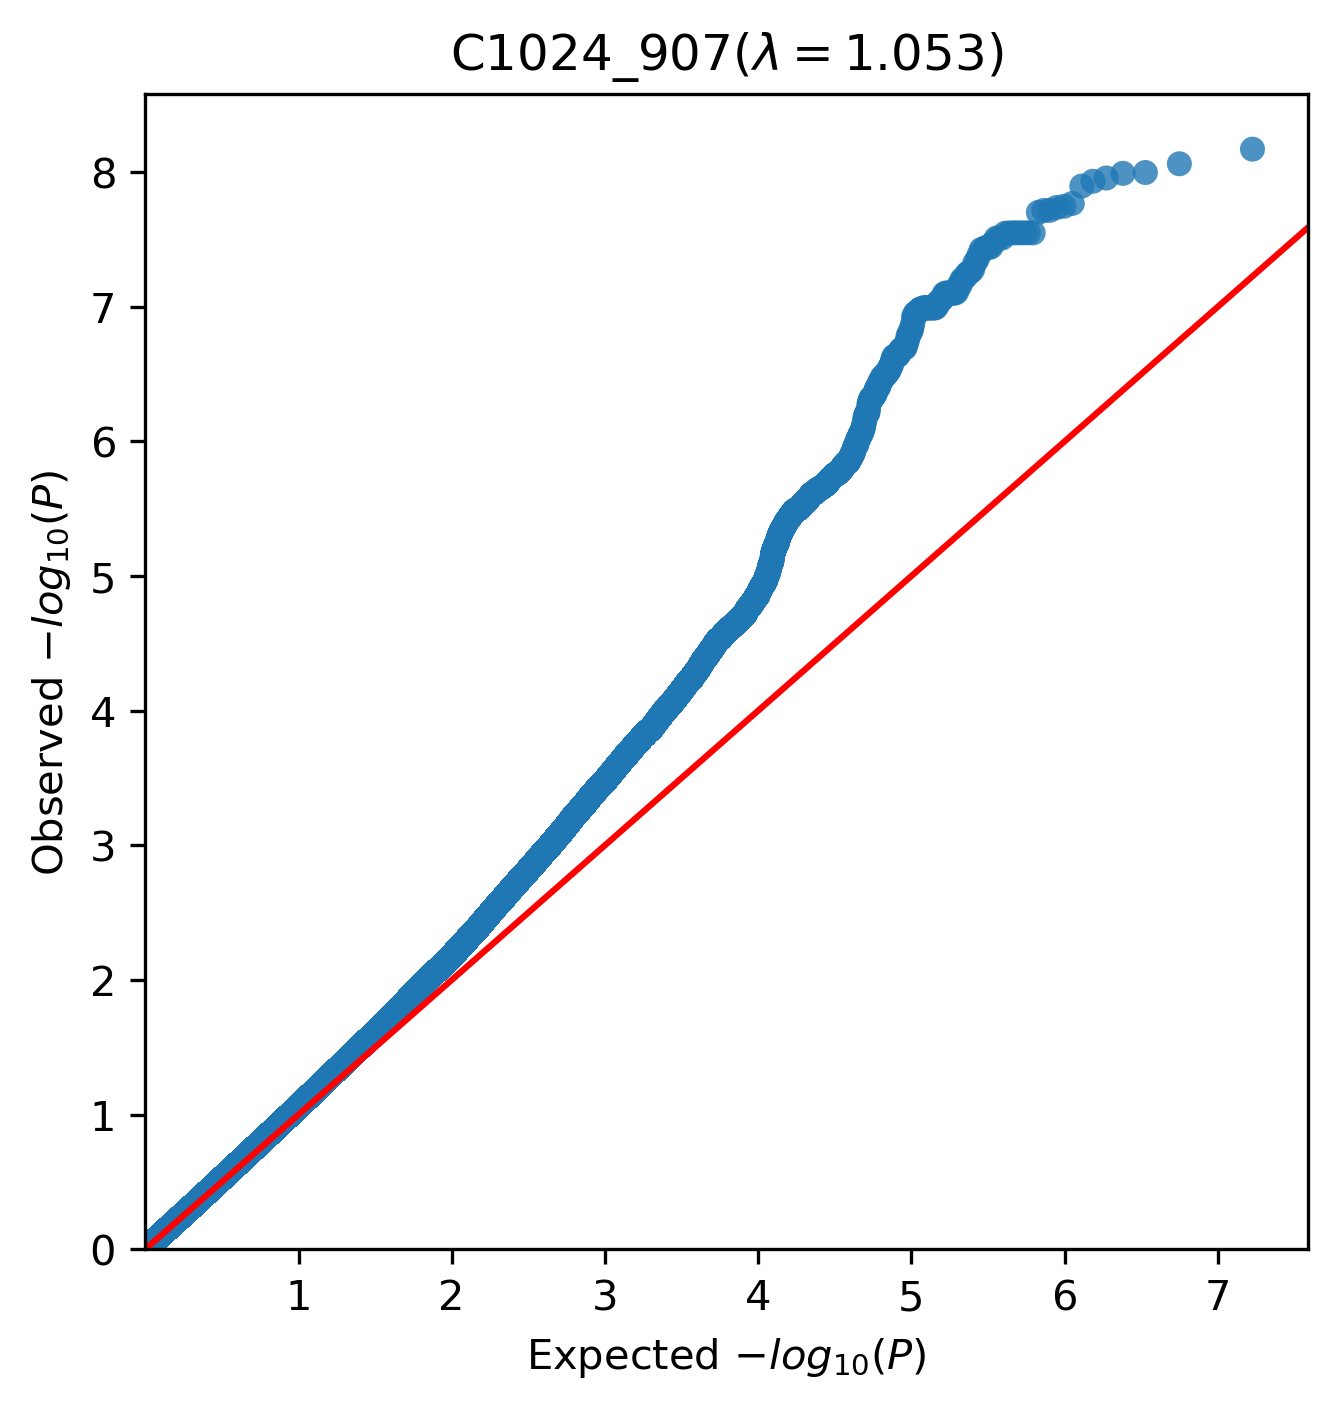 C1024_907(λ = 1.053)
Observed −log₁₀(P)
8
7
6
5
4
3
2
1
0
1 2 3 4 5 6 7
Expected −log₁₀(P)